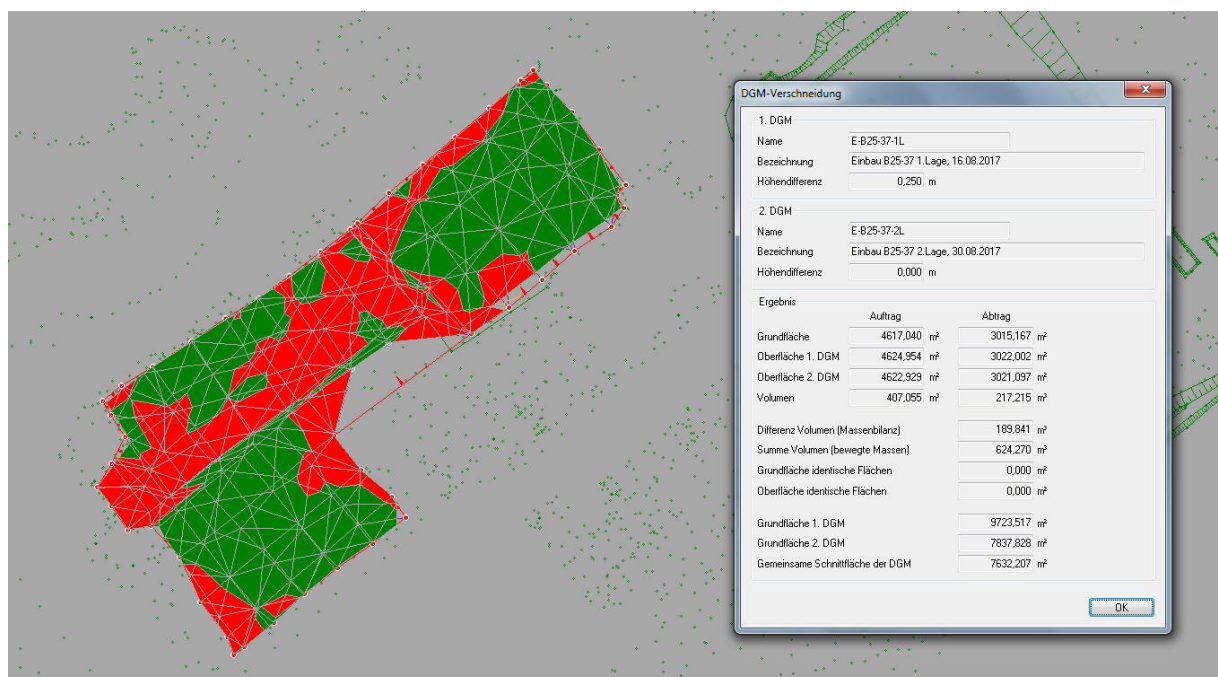 DGM-Verschneidung
1. DGM
Name E-B25-37-1L
Bezeichnung Einbau B25-37 1.Lage, 16.08.2017
Höhendifferenz 0,250 m
2. DGM
Name E-B25-37-2L
Bezeichnung Einbau B25-37 2.Lage, 30.08.2017
Höhendifferenz 0,000 m
Ergebnis
Auftrag Abtrag
Grundfläche 4617,040 m² 3015,167 m²
Oberfläche 1. DGM 4624,954 m² 3022,002 m²
Oberfläche 2. DGM 4622,929 m² 3021,097 m²
Volumen 407,055 m³ 217,215 m³
Differenz Volumen (Massenbilanz) 189,841 m³
Summe Volumen (bewegte Massen) 624,270 m³
Grundfläche identische Flächen 0,000 m²
Oberfläche identische Flächen 0,000 m²
Grundfläche 1. DGM 9723,517 m²
Grundfläche 2. DGM 7837,828 m²
Gemeinsame Schnittfläche der DGM 7632,207 m²
OK